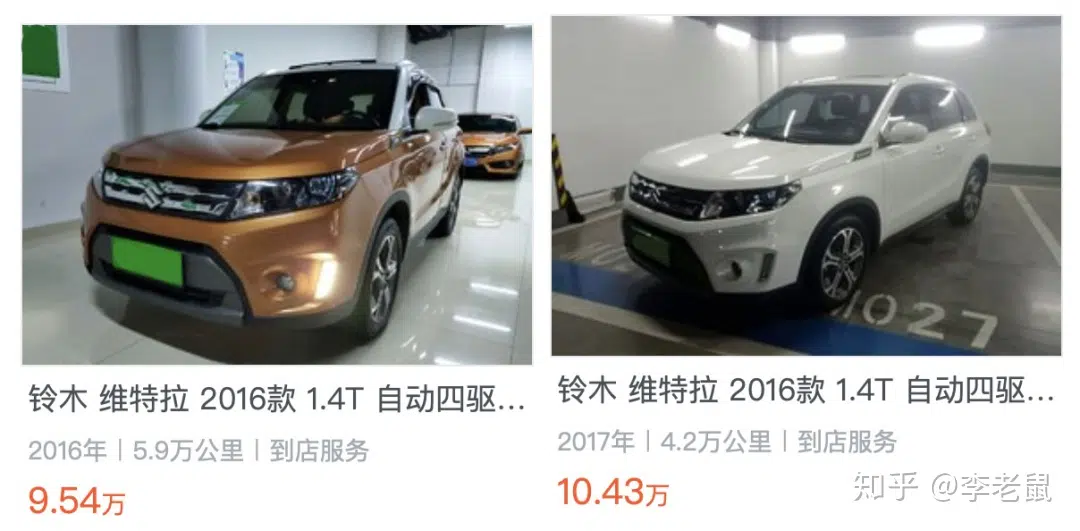 1027
铃木 维特拉 2016款 1.4T 自动四驱...
2016年｜5.9万公里｜到店服务
9.54万
铃木 维特拉 2016款 1.4T 自动四驱...
2017年｜4.2万公里｜到店服务
10.43万
知乎 @李老鼠